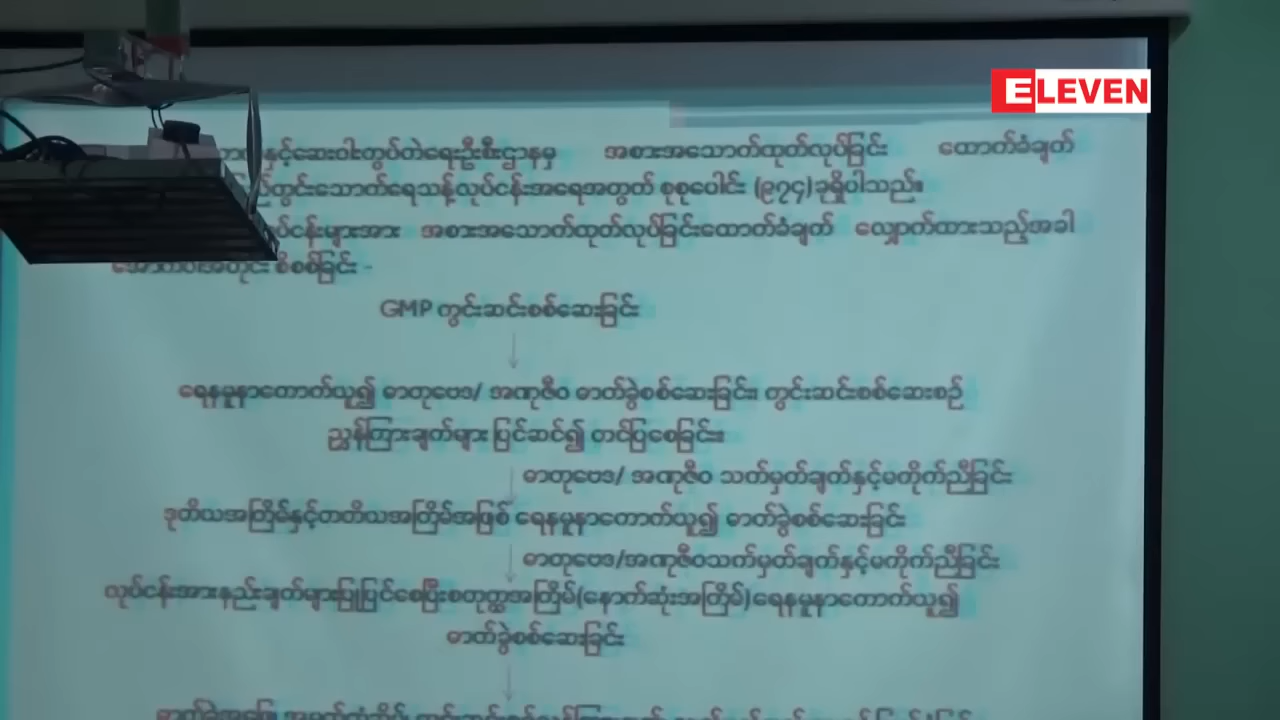 ELEVEN
နှင့်ဆေးဝါးကွပ်ကဲရေးဦးစီးဌာနမှ အစားအသောက်ထုတ်လုပ်ခြင်း ထောက်ခံချက်
သောက်ရေသန့်လုပ်ငန်းအရေအတွက် စုစုပေါင်း (၉၇၄)ခုရှိပါသည်။
အစားအသောက်ထုတ်လုပ်ခြင်းထောက်ခံချက် လျှောက်ထားသည့်အခါ
စိစစ်ခြင်း -
GMP ကွင်းဆင်းစစ်ဆေးခြင်း
ရေနမူနာကောက်ယူ၍ ဓာတုဗေဒ/ အဏုဇီဝ ဓာတ်ခွဲစစ်ဆေးခြင်း၊ ကွင်းဆင်းစစ်ဆေးစဉ်
ညွှန်ကြားချက်များ ပြင်ဆင်၍ တင်ပြစေခြင်း။
ဓာတုဗေဒ/ အဏုဇီဝ သတ်မှတ်ချက်နှင့်မကိုက်ညီခြင်း
ဒုတိယအကြိမ်နှင့်တတိယအကြိမ်အဖြစ် ရေနမူနာကောက်ယူ၍ ဓာတ်ခွဲစစ်ဆေးခြင်း
ဓာတုဗေဒ/အဏုဇီဝသတ်မှတ်ချက်နှင့်မကိုက်ညီခြင်း
လုပ်ငန်းအားနည်းချက်များပြုပြင်စေပြီးစတုတ္ထအကြိမ်(နောက်ဆုံးအကြိမ်)ရေနမူနာကောက်ယူ၍
ဓာတ်ခွဲစစ်ဆေးခြင်း